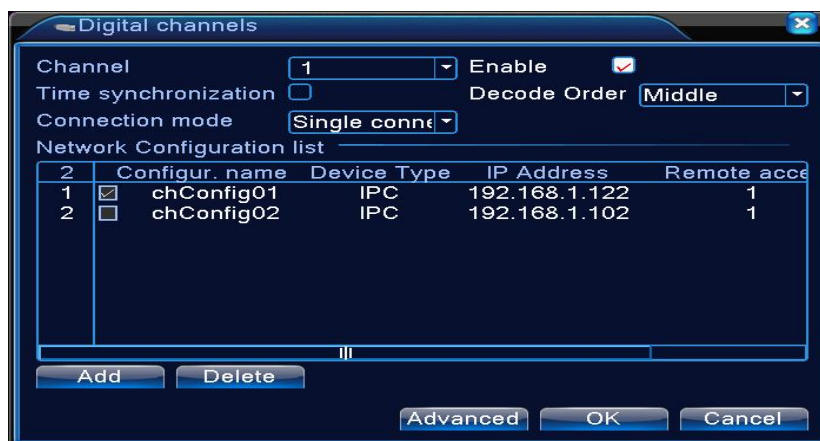 Digital channels
Channel 1 Enable
Time synchronization Decode Order Middle
Connection mode Single conne
Network Configuration list
2 Configur. name Device Type IP Address Remote acce
1 chConfig01 IPC 192.168.1.122 1
2 chConfig02 IPC 192.168.1.102 1
Add Delete
Advanced OK Cancel